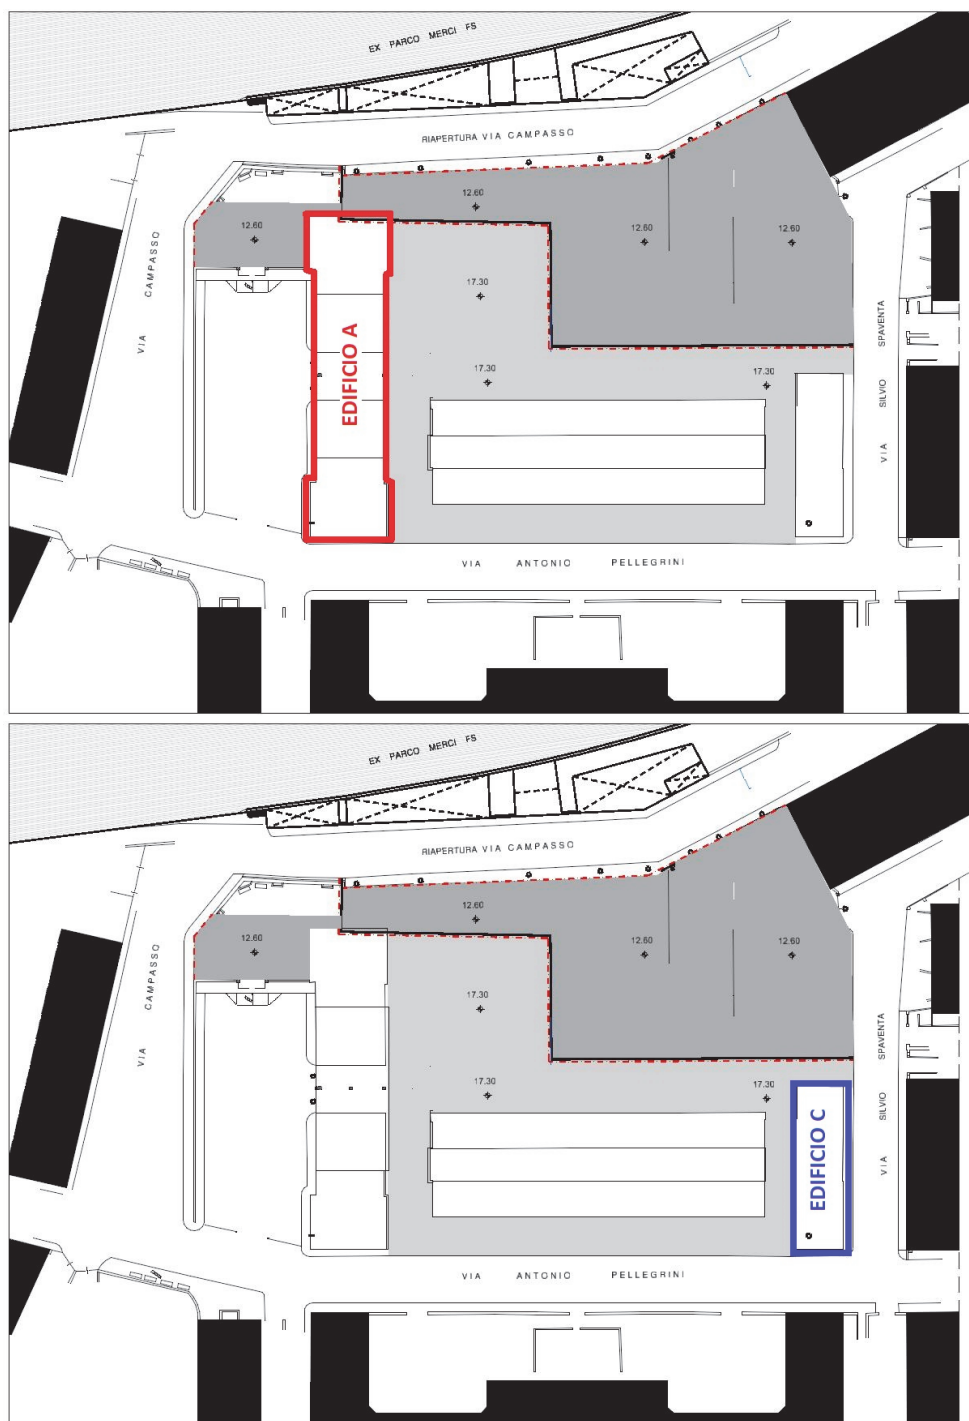 EX PARCO MERCI FS
RIAPERTURA VIA CAMPASSO
12.60
12.60
12.60
12.60
17.30
17.30
17.30
VIA CAMPASSO
EDIFICIO A
VIA SILVIO SPAVENTA
VIA ANTONIO PELLEGRINI
EX PARCO MERCI FS
RIAPERTURA VIA CAMPASSO
12.60
12.60
12.60
12.60
17.30
17.30
17.30
VIA CAMPASSO
EDIFICIO C
VIA SILVIO SPAVENTA
VIA ANTONIO PELLEGRINI